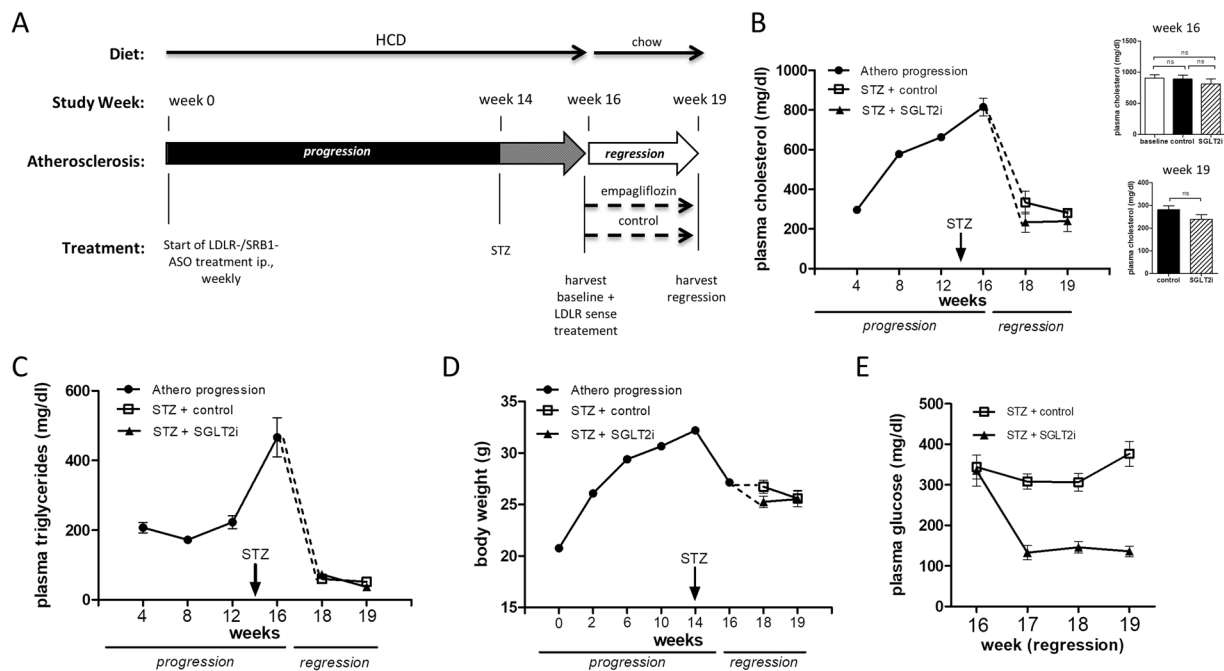 A
Diet:
HCD
chow
Study Week:
week 0
week 14
week 16
week 19
Atherosclerosis:
progression
regression
empagliflozin
control
Treatment:
Start of LDLR-/SRB1-
ASO treatment ip.,
weekly
STZ
harvest
baseline +
LDLR sense
treatement
harvest
regression
B
plasma cholesterol (mg/dl)
1000
800
600
400
200
0
Athero progression
STZ + control
STZ + SGLT2i
STZ
4 8 12 16 18 19
weeks
progression
regression
week 16
plasma cholesterol (mg/dl)
1500
1000
500
0
ns
ns ns
baseline control SGLT2i
week 19
plasma cholesterol (mg/dl)
400
300
200
100
0
ns
control SGLT2i
C
plasma triglycerides (mg/dl)
600
400
200
0
Athero progression
STZ + control
STZ + SGLT2i
STZ
4 8 12 16 18 19
weeks
progression
regression
D
body weight (g)
35
30
25
20
15
Athero progression
STZ + control
STZ + SGLT2i
STZ
0 2 6 10 14 16 18 19
weeks
progression
regression
E
plasma glucose (mg/dl)
500
400
300
200
100
0
STZ + control
STZ + SGLT2i
16 17 18 19
week (regression)